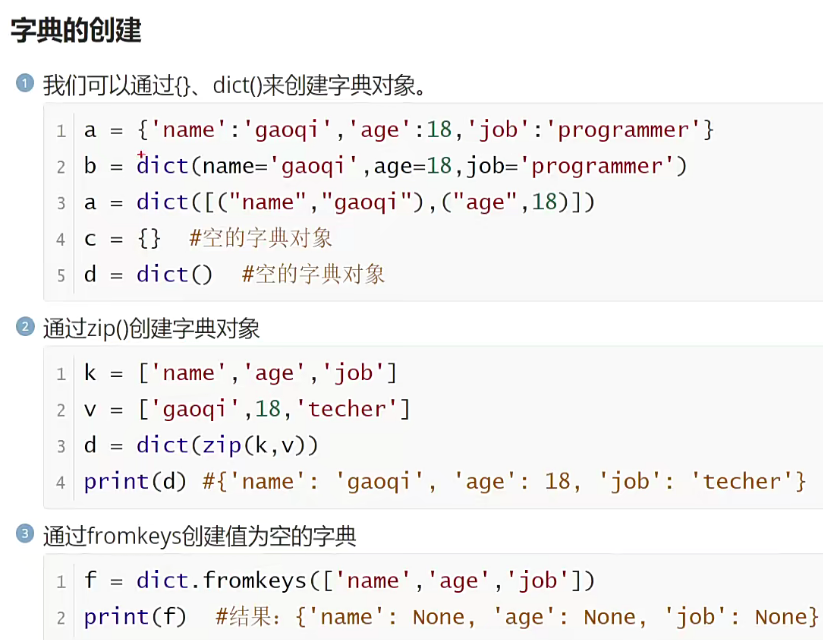 字典的创建
1 我们可以通过{}、dict()来创建字典对象。
1 a = {'name':'gaoqi','age':18,'job':'programmer'}
2 b = dict(name='gaoqi',age=18,job='programmer')
3 a = dict([("name","gaoqi"),("age",18)])
4 c = {}  #空的字典对象
5 d = dict()  #空的字典对象
2 通过zip()创建字典对象
1 k = ['name','age','job']
2 v = ['gaoqi',18,'techer']
3 d = dict(zip(k,v))
4 print(d) #{'name': 'gaoqi', 'age': 18, 'job': 'techer'}
3 通过fromkeys创建值为空的字典
1 f = dict.fromkeys(['name','age','job'])
2 print(f)  #结果：{'name': None, 'age': None, 'job': None}